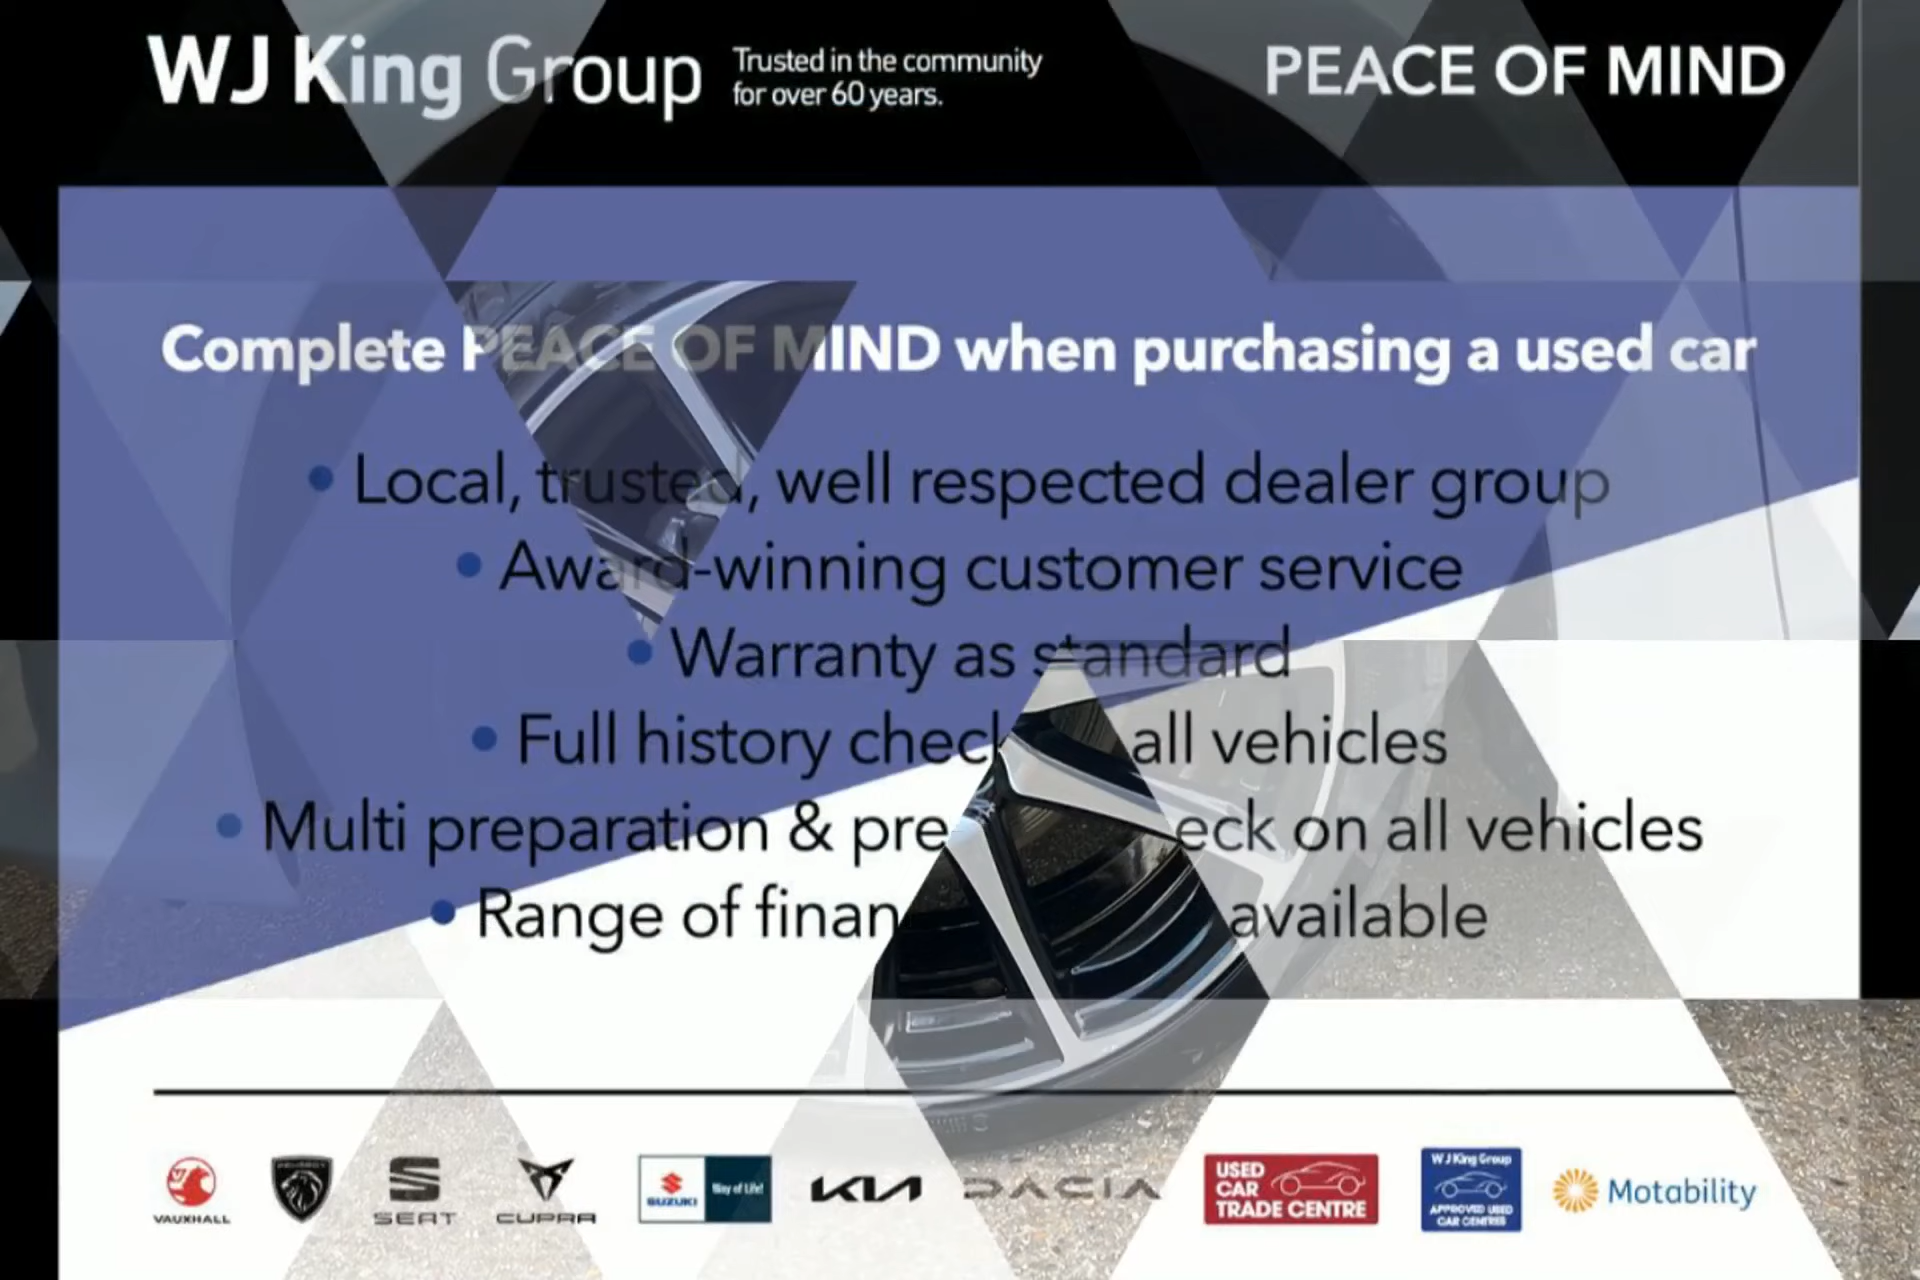 WJ King Group
Trusted in the community
for over 60 years.
PEACE OF MIND
Complete PEACE OF MIND when purchasing a used car
• Local, trusted, well respected dealer group
• Award-winning customer service
• Warranty as standard
• Full history check all vehicles
• Multi preparation & pre eck on all vehicles
• Range of finan available
VAUXHALL
PEUGEOT
SEAT
CUPRA
SUZUKI
Way of Life!
KIA
DACIA
USED
CAR
TRADE CENTRE
WJ King Group
APPROVED USED
CAR CENTRES
Motability